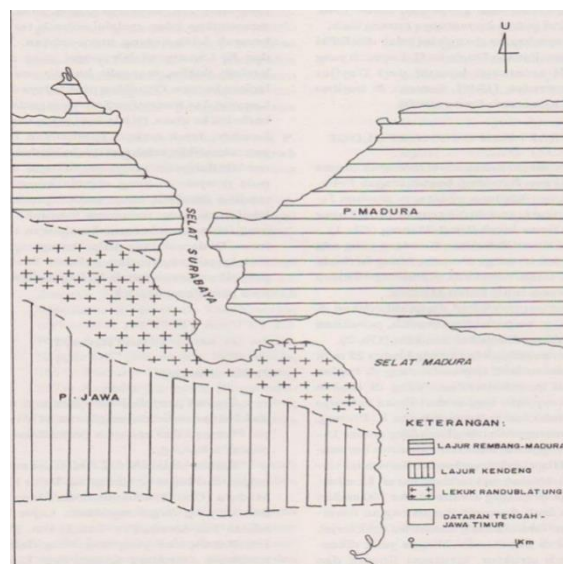 U
P. MADURA
SELAT SURABAYA
SELAT MADURA
P. JAWA
KETERANGAN :
LAJUR REMBANG-MADURA
LAJUR KENDENG
LEKUK RANDUBLATUNG
DATARAN TENGAH-
JAWA TIMUR
0 Km